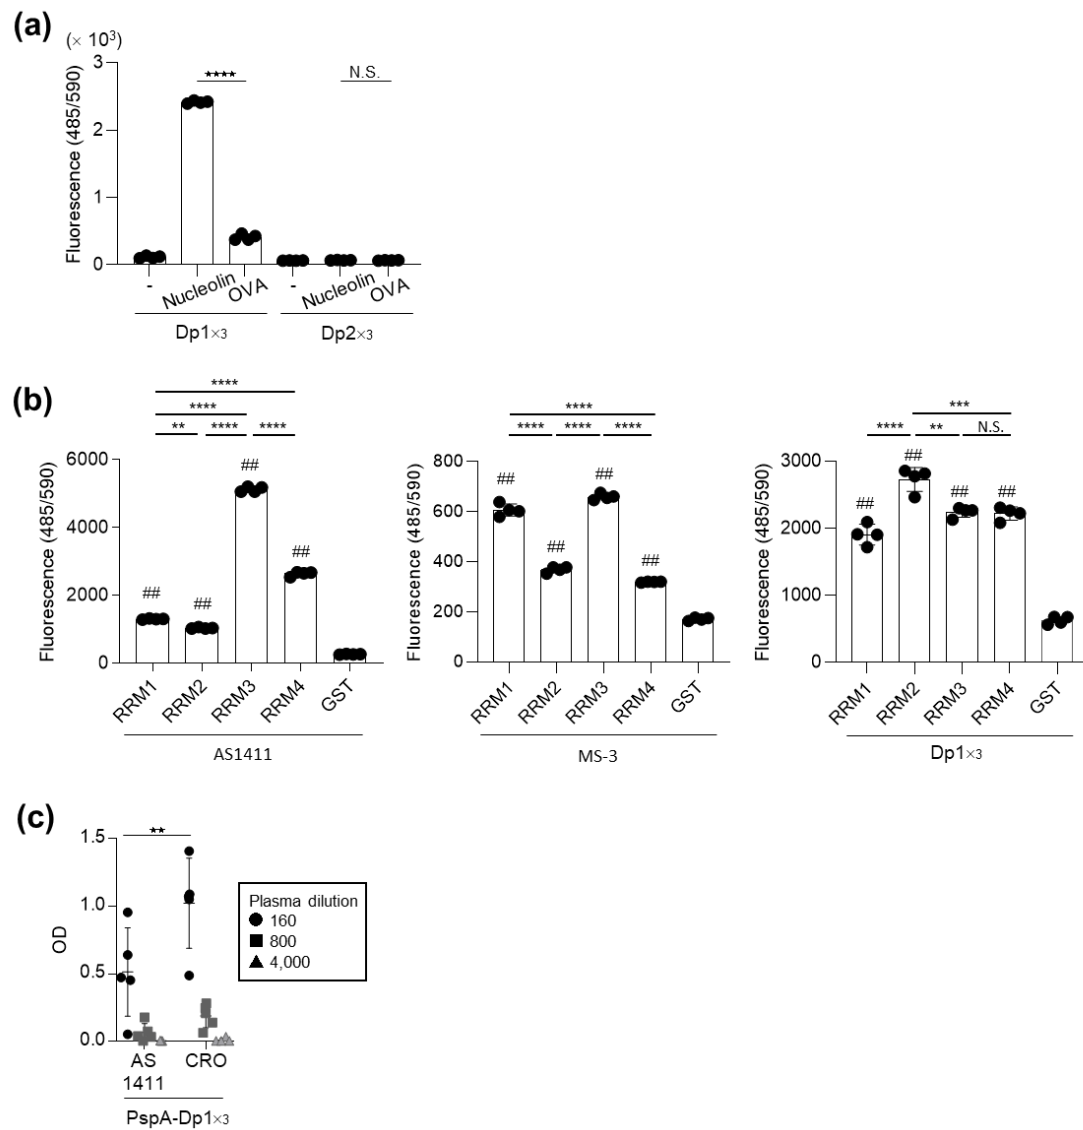 (a)
(× 10³)
Fluorescence (485/590)
3
2
1
0
****
N.S.
- Nucleolin OVA - Nucleolin OVA
Dp1×3 Dp2×3
(b)
****
****
** **** ****
Fluorescence (485/590)
6000
4000
2000
0
## ## ## ##
RRM1 RRM2 RRM3 RRM4 GST
AS1411
****
**** **** ****
Fluorescence (485/590)
800
600
400
200
0
## ## ## ##
RRM1 RRM2 RRM3 RRM4 GST
MS-3
***
**** ** N.S.
Fluorescence (485/590)
3000
2000
1000
0
## ## ## ##
RRM1 RRM2 RRM3 RRM4 GST
Dp1×3
(c)
**
OD
1.5
1.0
0.5
0.0
AS CRO
1411
PspA-Dp1×3
Plasma dilution
160
800
4,000